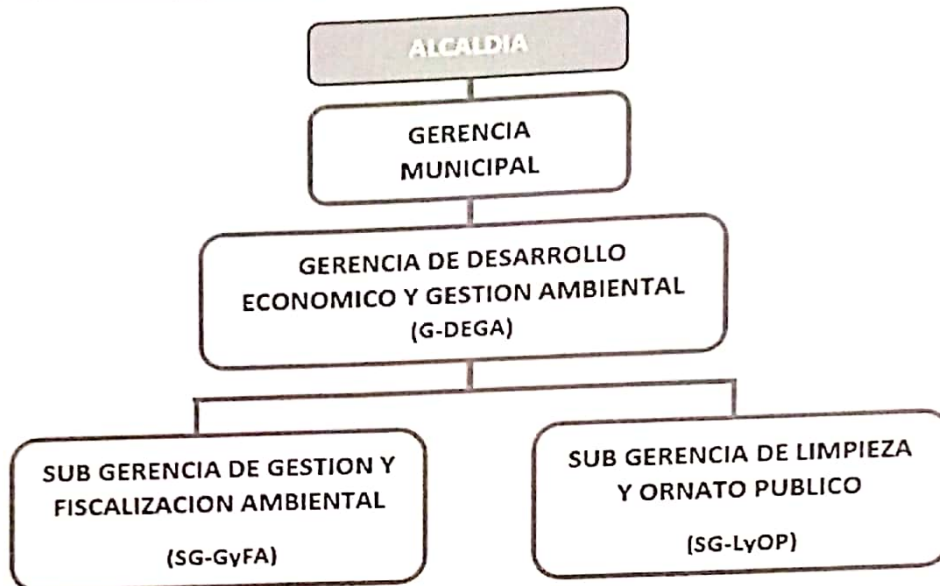 ALCALDIA
GERENCIA
MUNICIPAL
GERENCIA DE DESARROLLO
ECONOMICO Y GESTION AMBIENTAL
(G-DEGA)
SUB GERENCIA DE GESTION Y
FISCALIZACION AMBIENTAL
(SG-GyFA)
SUB GERENCIA DE LIMPIEZA
Y ORNATO PUBLICO
(SG-LyOP)